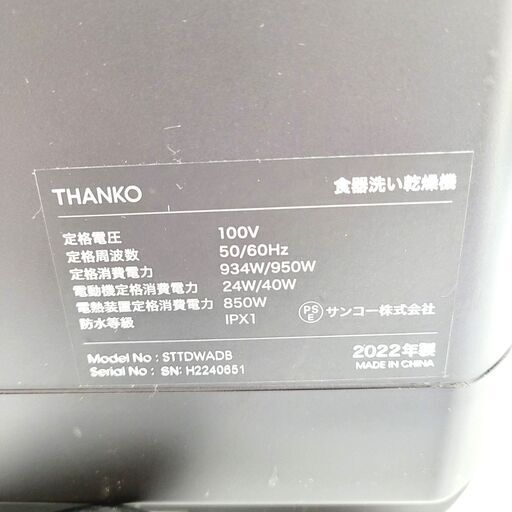 THANKO 食器洗い乾燥機
定格電圧 100V
定格周波数 50/60Hz
定格消費電力 934W/950W
電動機定格消費電力 24W/40W
電熱装置定格消費電力 850W
防水等級 IPX1
PSE サンコー株式会社
Model No : STTDWADB
Serial No : SN: H2240651
2022年製
MADE IN CHINA